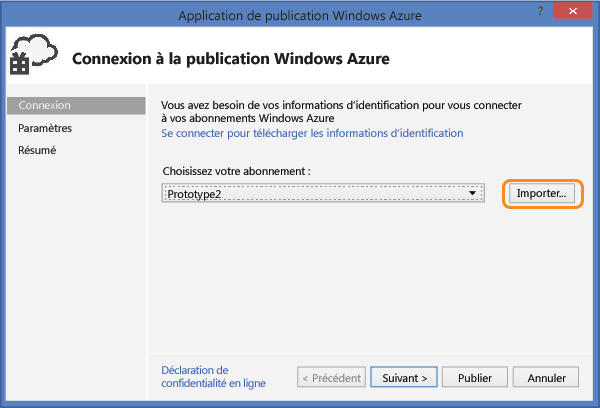 Application de publication Windows Azure
? x
Connexion à la publication Windows Azure
Connexion
Paramètres
Résumé
Vous avez besoin de vos informations d'identification pour vous connecter
à vos abonnements Windows Azure
Se connecter pour télécharger les informations d'identification
Choisissez votre abonnement :
Prototype2
Importer...
Déclaration de
confidentialité en ligne
< Précédent
Suivant >
Publier
Annuler